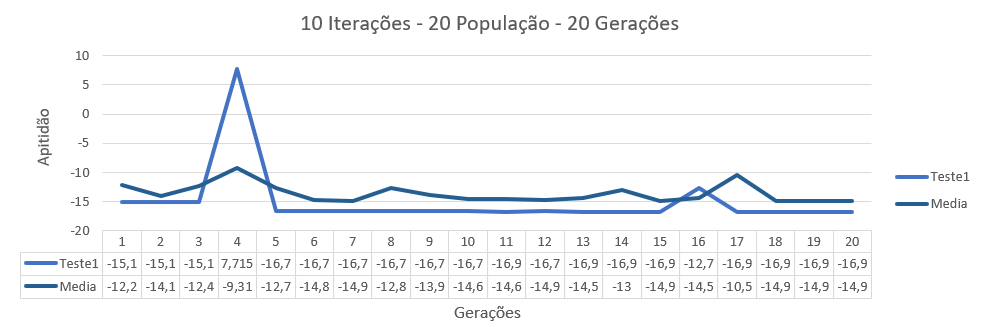 10 Iterações - 20 População - 20 Gerações
10
5
0
-5
-10
-15
-20
Apitidão
1 2 3 4 5 6 7 8 9 10 11 12 13 14 15 16 17 18 19 20
Teste1 -15,1 -15,1 -15,1 7,715 -16,7 -16,7 -16,7 -16,7 -16,7 -16,7 -16,9 -16,7 -16,9 -16,9 -16,9 -12,7 -16,9 -16,9 -16,9 -16,9
Media -12,2 -14,1 -12,4 -9,31 -12,7 -14,8 -14,9 -12,8 -13,9 -14,6 -14,6 -14,9 -14,5 -13 -14,9 -14,5 -10,5 -14,9 -14,9 -14,9
Gerações
Teste1
Media